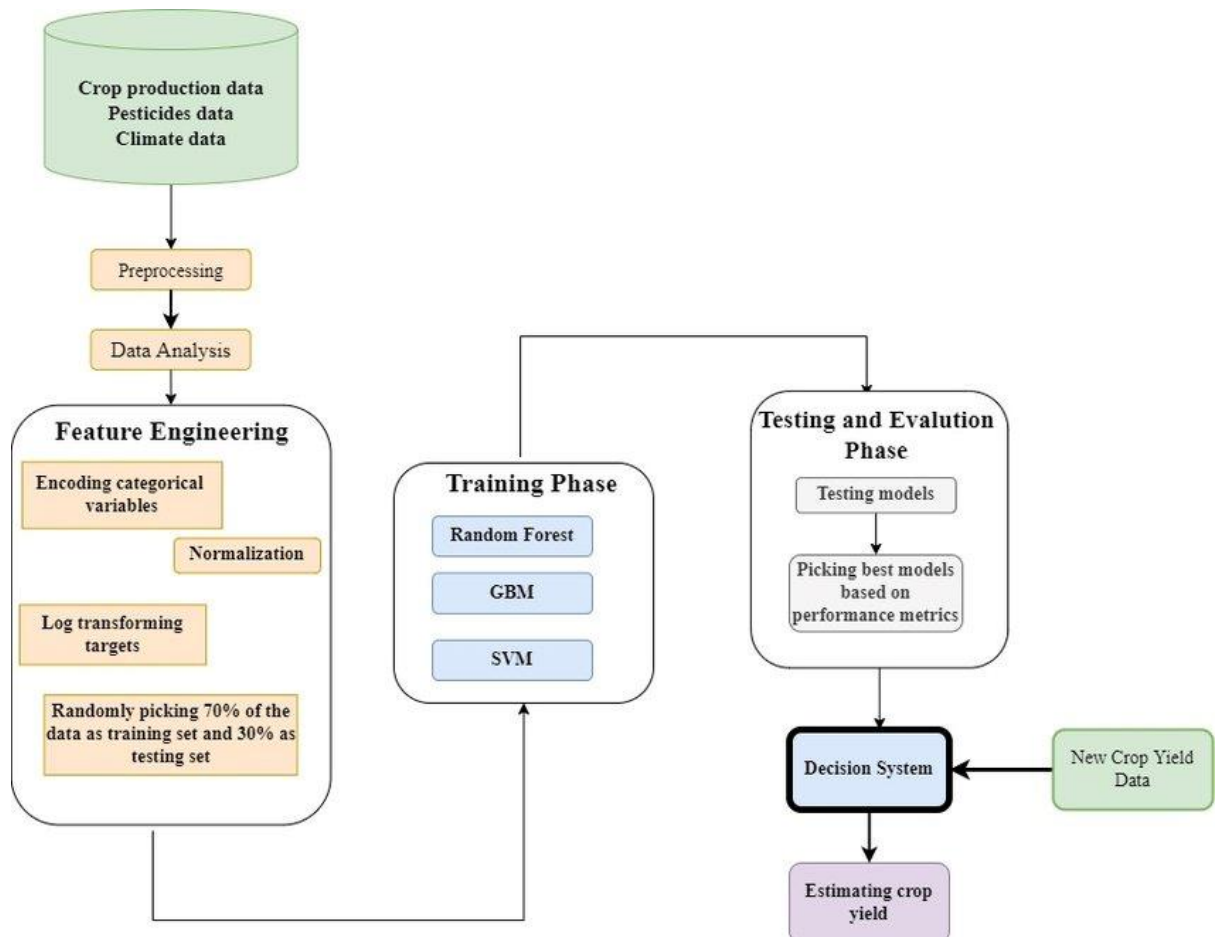 Crop production data
Pesticides data
Climate data
Preprocessing
Data Analysis
Feature Engineering
Encoding categorical
variables
Normalization
Log transforming
targets
Randomly picking 70% of the
data as training set and 30% as
testing set
Training Phase
Random Forest
GBM
SVM
Testing and Evalution
Phase
Testing models
Picking best models
based on
performance metrics
Decision System
New Crop Yield
Data
Estimating crop
yield